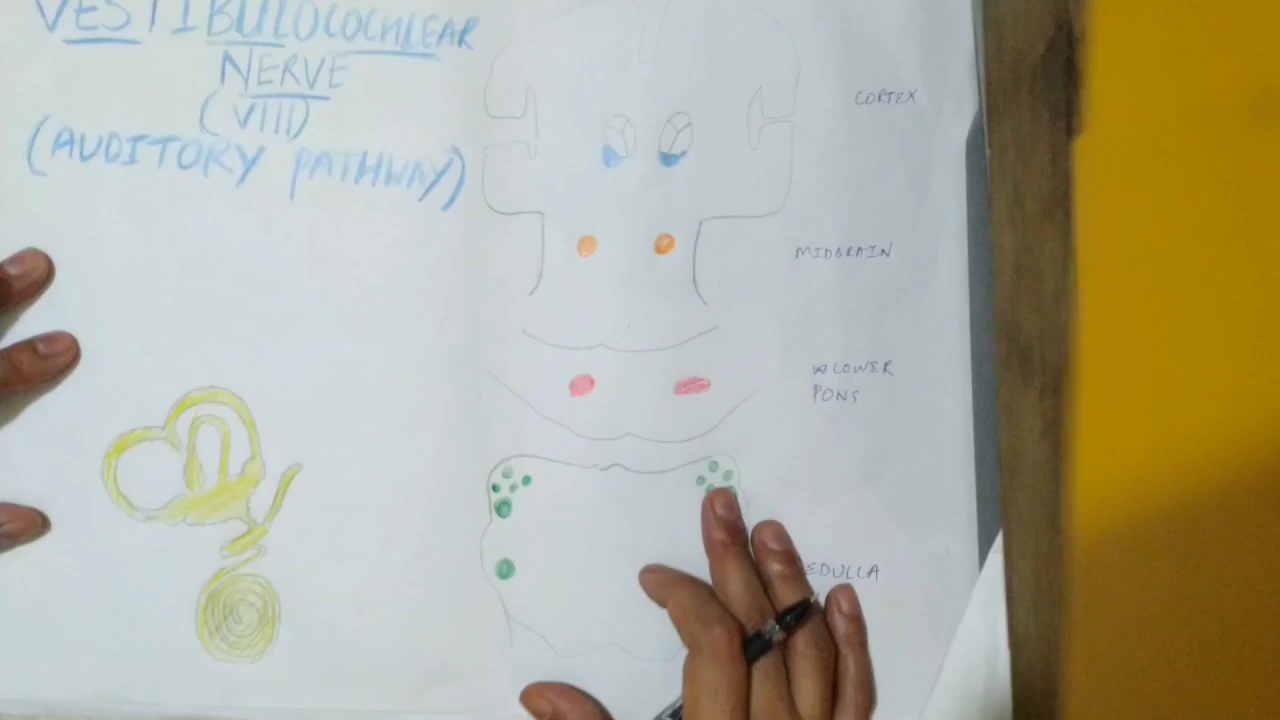 VESTIBULOCOCHLEAR
NERVE
(VIII)
(AUDITORY PATHWAY)
CORTEX
MIDBRAIN
LOWER
PONS
EDULLA